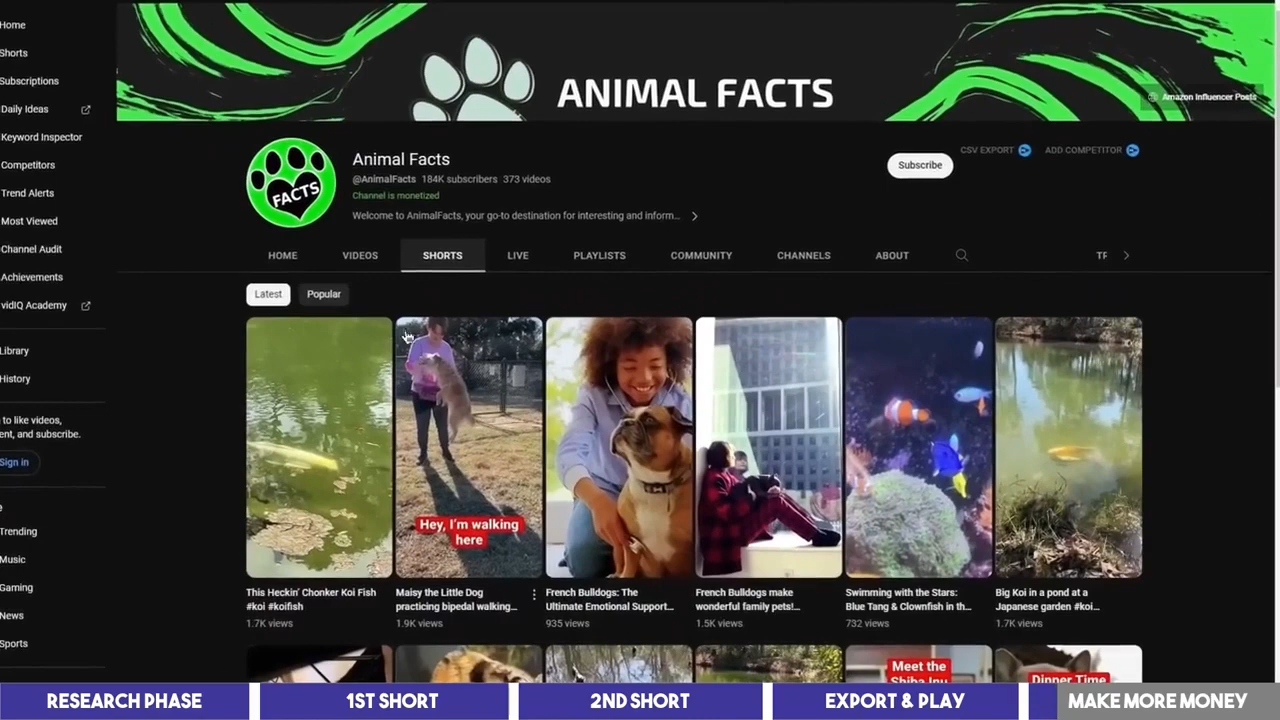 Home
Shorts
Subscriptions
Daily Ideas
Keyword Inspector
Competitors
Trend Alerts
Most Viewed
Channel Audit
Achievements
vidIQ Academy
Library
History
to like videos,
ent, and subscribe.
Sign in
Trending
Music
Gaming
News
Sports
ANIMAL FACTS
Amazon Influencer Posts
FACTS
Animal Facts
@AnimalFacts 184K subscribers 373 videos
Channel is monetized
Welcome to AnimalFacts, your go-to destination for interesting and inform...
Subscribe
CSV EXPORT
ADD COMPETITOR
HOME VIDEOS SHORTS LIVE PLAYLISTS COMMUNITY CHANNELS ABOUT
Latest Popular
Hey, I'm walking
here
This Heckin' Chonker Koi Fish
#koi #koifish
1.7K views
Maisy the Little Dog
practicing bipedal walking...
1.9K views
French Bulldogs: The
Ultimate Emotional Support...
935 views
French Bulldogs make
wonderful family pets!...
1.5K views
Swimming with the Stars:
Blue Tang & Clownfish in th...
732 views
Big Koi in a pond at a
Japanese garden #koi...
1.7K views
Meet the
Shiba Inu
Dinner Time
RESEARCH PHASE 1ST SHORT 2ND SHORT EXPORT & PLAY MAKE MORE MONEY